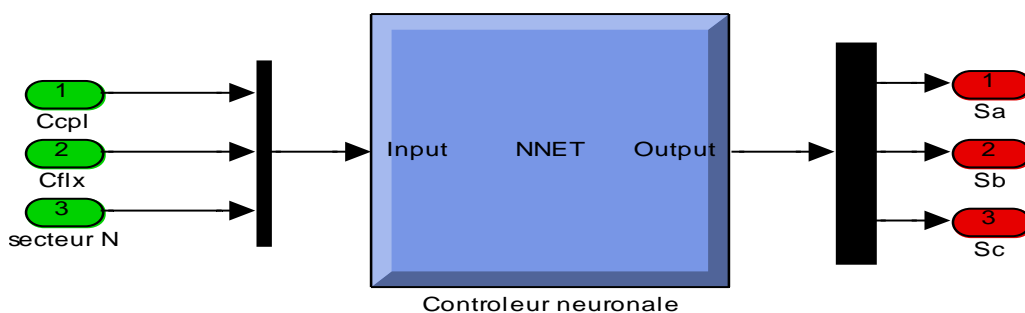 1
Ccpl
2
Cflx
3
secteur N
Input NNET Output
Controleur neuronale
1
Sa
2
Sb
3
Sc